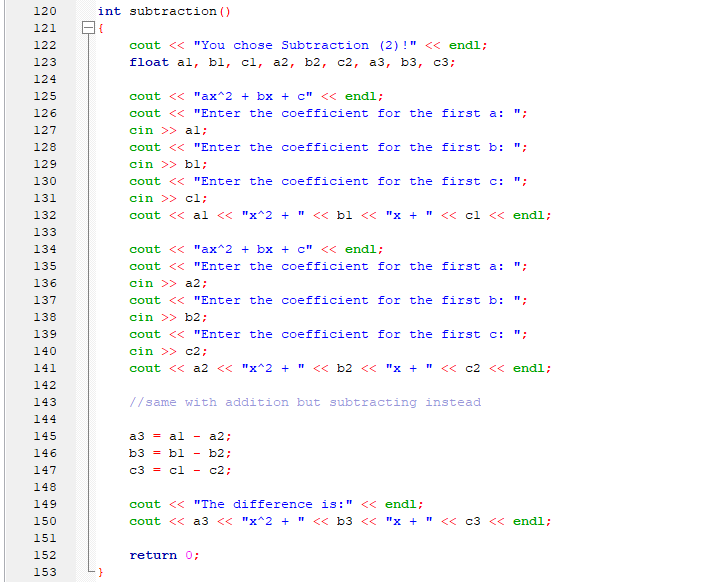 120 int subtraction()
121 {
122 cout << "You chose Subtraction (2)!" << endl;
123 float a1, b1, c1, a2, b2, c2, a3, b3, c3;
124
125 cout << "ax^2 + bx + c" << endl;
126 cout << "Enter the coefficient for the first a: ";
127 cin >> a1;
128 cout << "Enter the coefficient for the first b: ";
129 cin >> b1;
130 cout << "Enter the coefficient for the first c: ";
131 cin >> c1;
132 cout << a1 << "x^2 + " << b1 << "x + " << c1 << endl;
133
134 cout << "ax^2 + bx + c" << endl;
135 cout << "Enter the coefficient for the first a: ";
136 cin >> a2;
137 cout << "Enter the coefficient for the first b: ";
138 cin >> b2;
139 cout << "Enter the coefficient for the first c: ";
140 cin >> c2;
141 cout << a2 << "x^2 + " << b2 << "x + " << c2 << endl;
142
143 //same with addition but subtracting instead
144
145 a3 = a1 - a2;
146 b3 = b1 - b2;
147 c3 = c1 - c2;
148
149 cout << "The difference is:" << endl;
150 cout << a3 << "x^2 + " << b3 << "x + " << c3 << endl;
151
152 return 0;
153 }